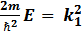 2m/ℏ² E = k₁²